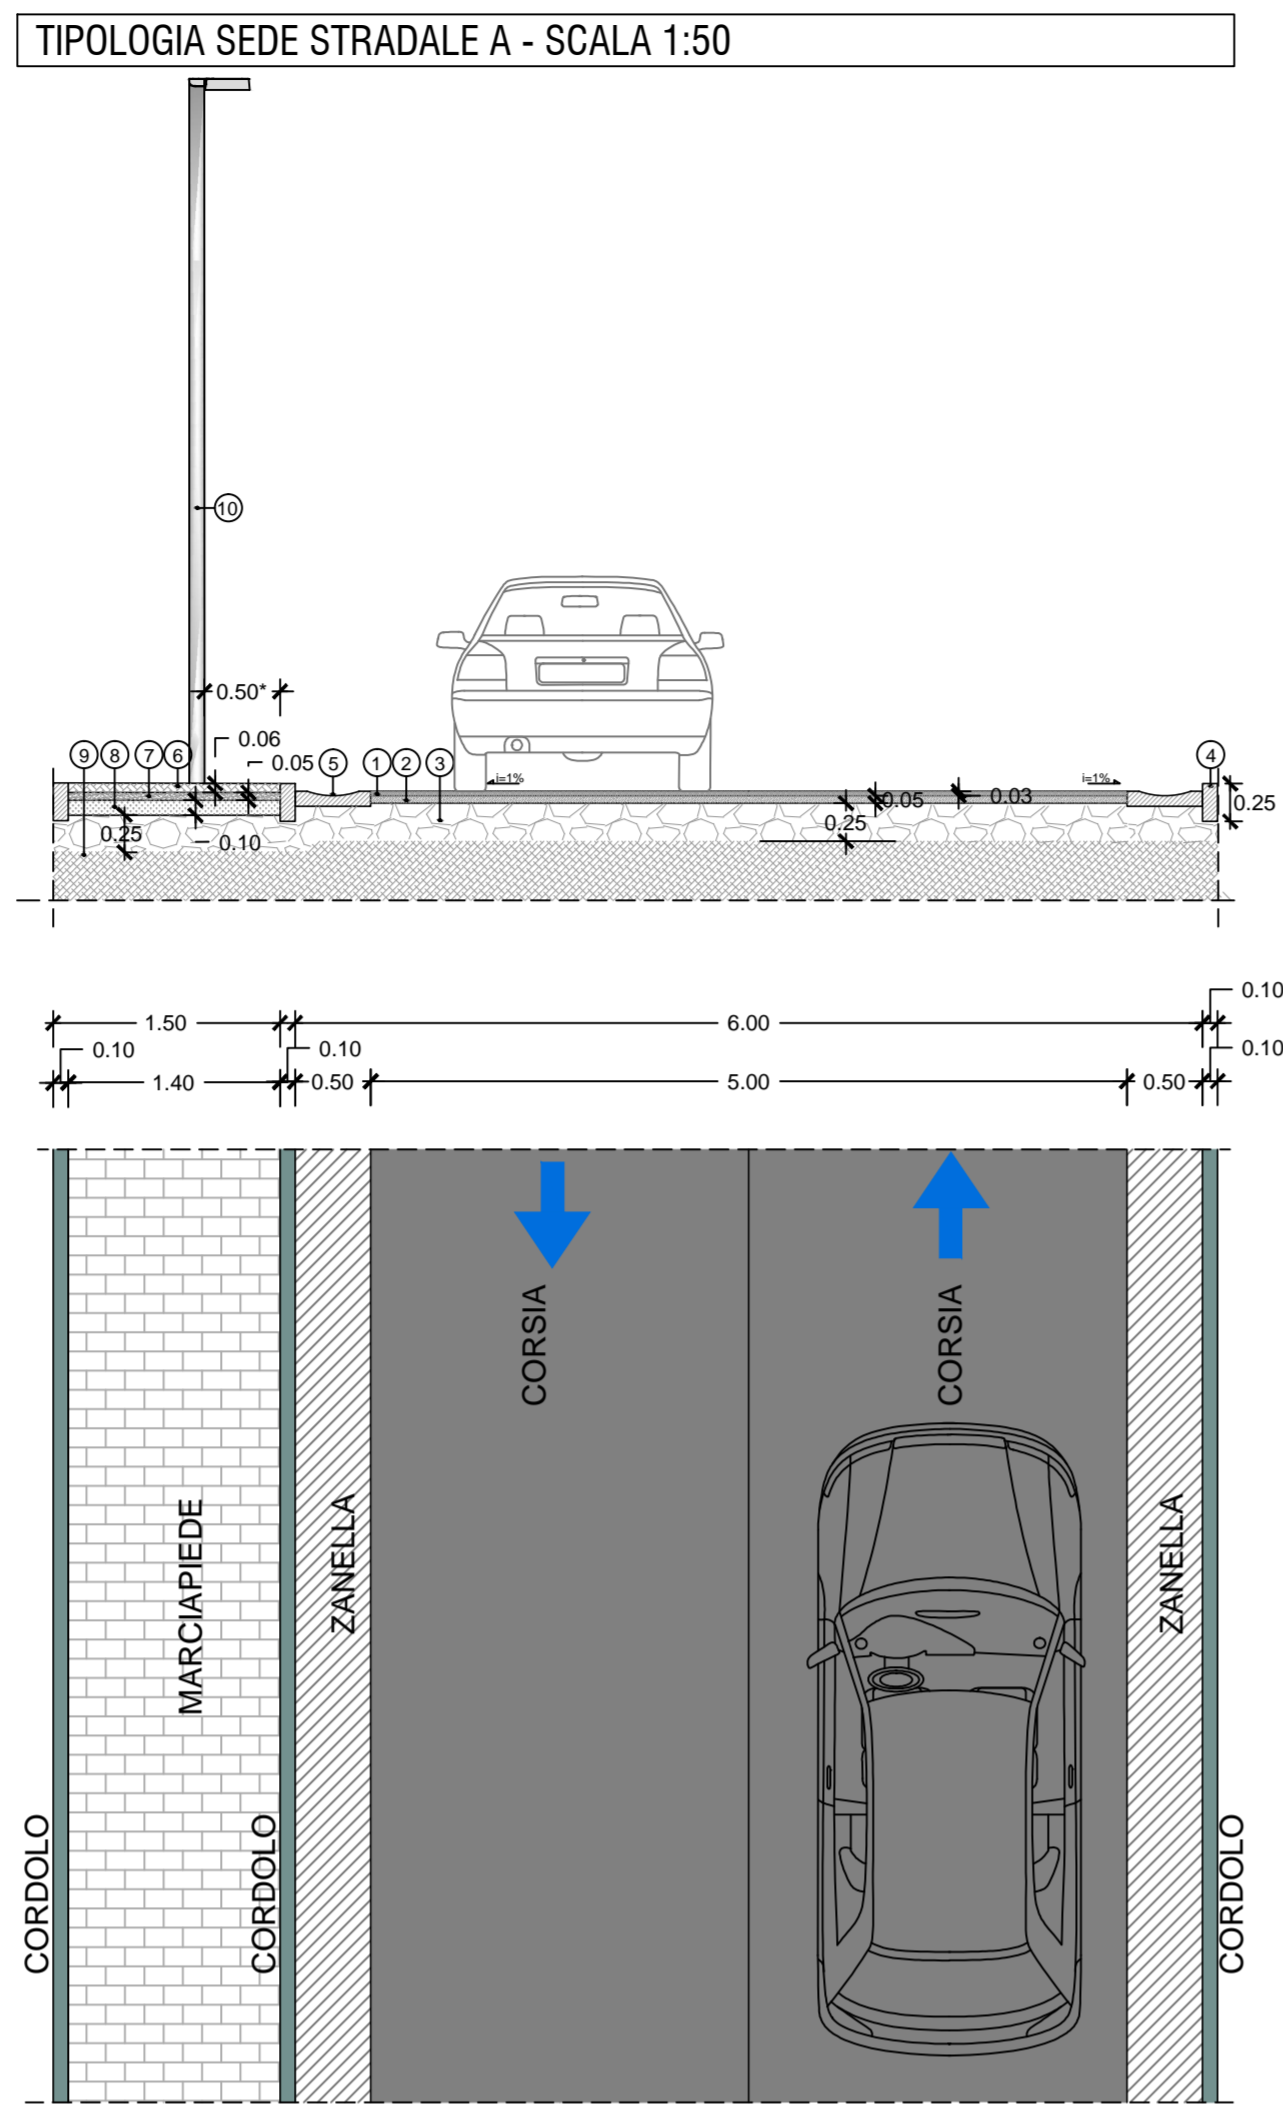 TIPOLOGIA SEDE STRADALE A - SCALA 1:50
10
0.50*
0.06
0.05
9
8
7
6
5
1
2
3
4
i=1%
i=1%
0.05
0.03
0.25
0.25
0.25
0.10
0.10
1.50
6.00
0.10
0.10
0.10
1.40
0.50
5.00
0.50
CORSIA
CORSIA
MARCIAPIEDE
ZANELLA
ZANELLA
CORDOLO
CORDOLO
CORDOLO